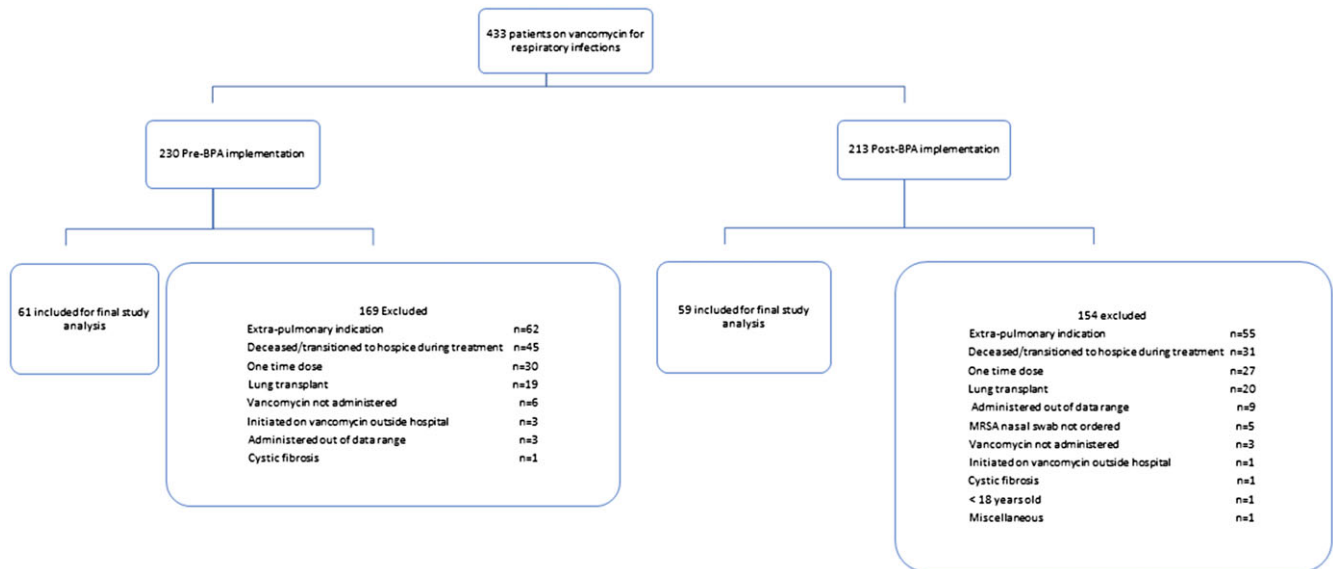 433 patients on vancomycin for
respiratory infections
230 Pre-BPA implementation
213 Post-BPA implementation
61 included for final study
analysis
169 Excluded
Extra-pulmonary indication n=62
Deceased/transitioned to hospice during treatment n=45
One time dose n=30
Lung transplant n=19
Vancomycin not administered n=6
Initiated on vancomycin outside hospital n=3
Administered out of data range n=3
Cystic fibrosis n=1
59 included for final study
analysis
154 excluded
Extra-pulmonary indication n=55
Deceased/transitioned to hospice during treatment n=31
One time dose n=27
Lung transplant n=20
Administered out of data range n=9
MRSA nasal swab not ordered n=5
Vancomycin not administered n=3
Initiated on vancomycin outside hospital n=1
Cystic fibrosis n=1
< 18 years old n=1
Miscellaneous n=1